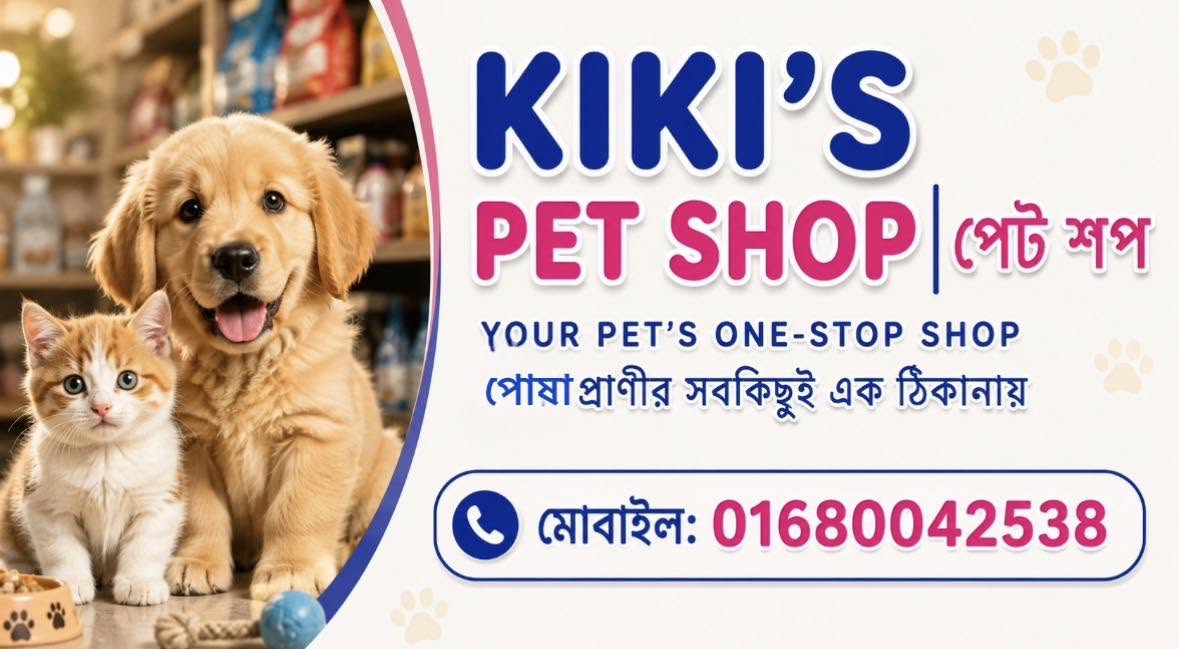 KIKI'S
PET SHOP | পেট শপ
YOUR PET'S ONE-STOP SHOP
পোষা প্রাণীর সবকিছুই এক ঠিকানায়
মোবাইল: 01680042538